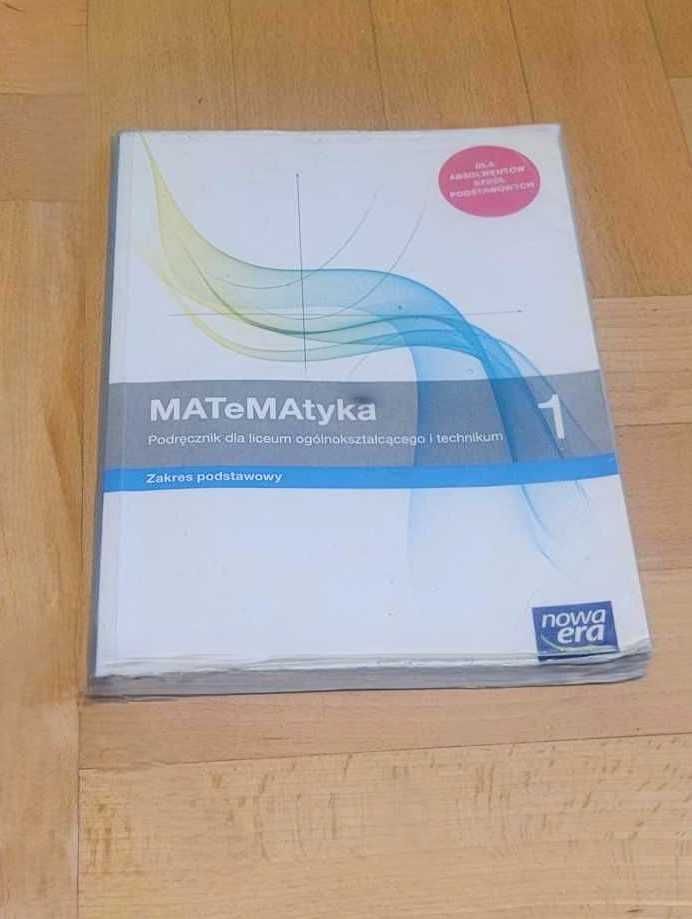 DLA
ABSOLWENTÓW
SZKÓŁ
PODSTAWOWYCH
MATeMAtyka
1
Podręcznik dla liceum ogólnokształcącego i technikum
Zakres podstawowy
nowa
era